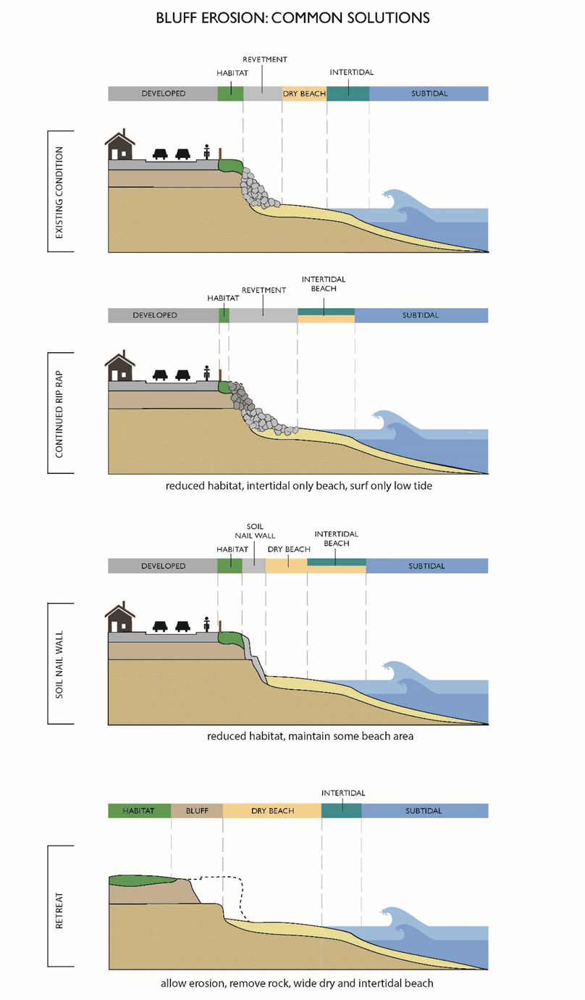 BLUFF EROSION: COMMON SOLUTIONS
REVETMENT
HABITAT
INTERTIDAL
DEVELOPED
DRY BEACH
SUBTIDAL
EXISTING CONDITION
INTERTIDAL
BEACH
REVETMENT
HABITAT
DEVELOPED
SUBTIDAL
CONTINUED RIP RAP
reduced habitat, intertidal only beach, surf only low tide
SOIL
NAIL WALL
INTERTIDAL
BEACH
HABITAT
DRY BEACH
DEVELOPED
SUBTIDAL
SOIL NAIL WALL
reduced habitat, maintain some beach area
INTERTIDAL
HABITAT
BLUFF
DRY BEACH
SUBTIDAL
RETREAT
allow erosion, remove rock, wide dry and intertidal beach